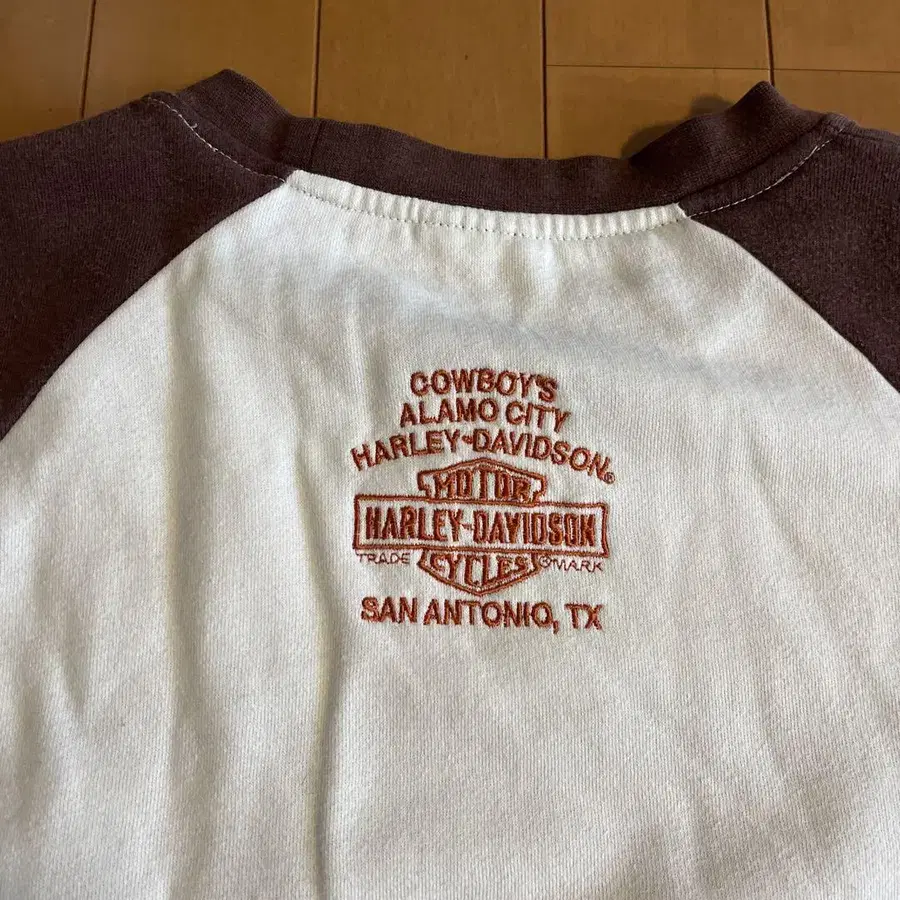 COWBOY'S
ALAMO CITY
HARLEY-DAVIDSON®
MOTOR
HARLEY-DAVIDSON
TRADE ®MARK
CYCLES
SAN ANTONIO, TX